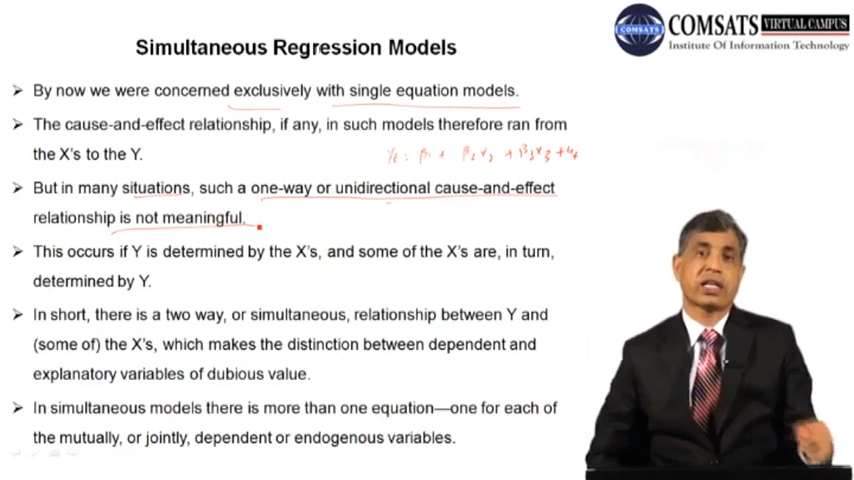 COMSATS VIRTUAL CAMPUS
COMSATS Institute Of Information Technology
Simultaneous Regression Models
➢ By now we were concerned exclusively with single equation models.
➢ The cause-and-effect relationship, if any, in such models therefore ran from
the X's to the Y.
➢ But in many situations, such a one-way or unidirectional cause-and-effect
relationship is not meaningful.
➢ This occurs if Y is determined by the X's, and some of the X's are, in turn,
determined by Y.
➢ In short, there is a two way, or simultaneous, relationship between Y and
(some of) the X's, which makes the distinction between dependent and
explanatory variables of dubious value.
➢ In simultaneous models there is more than one equation—one for each of
the mutually, or jointly, dependent or endogenous variables.